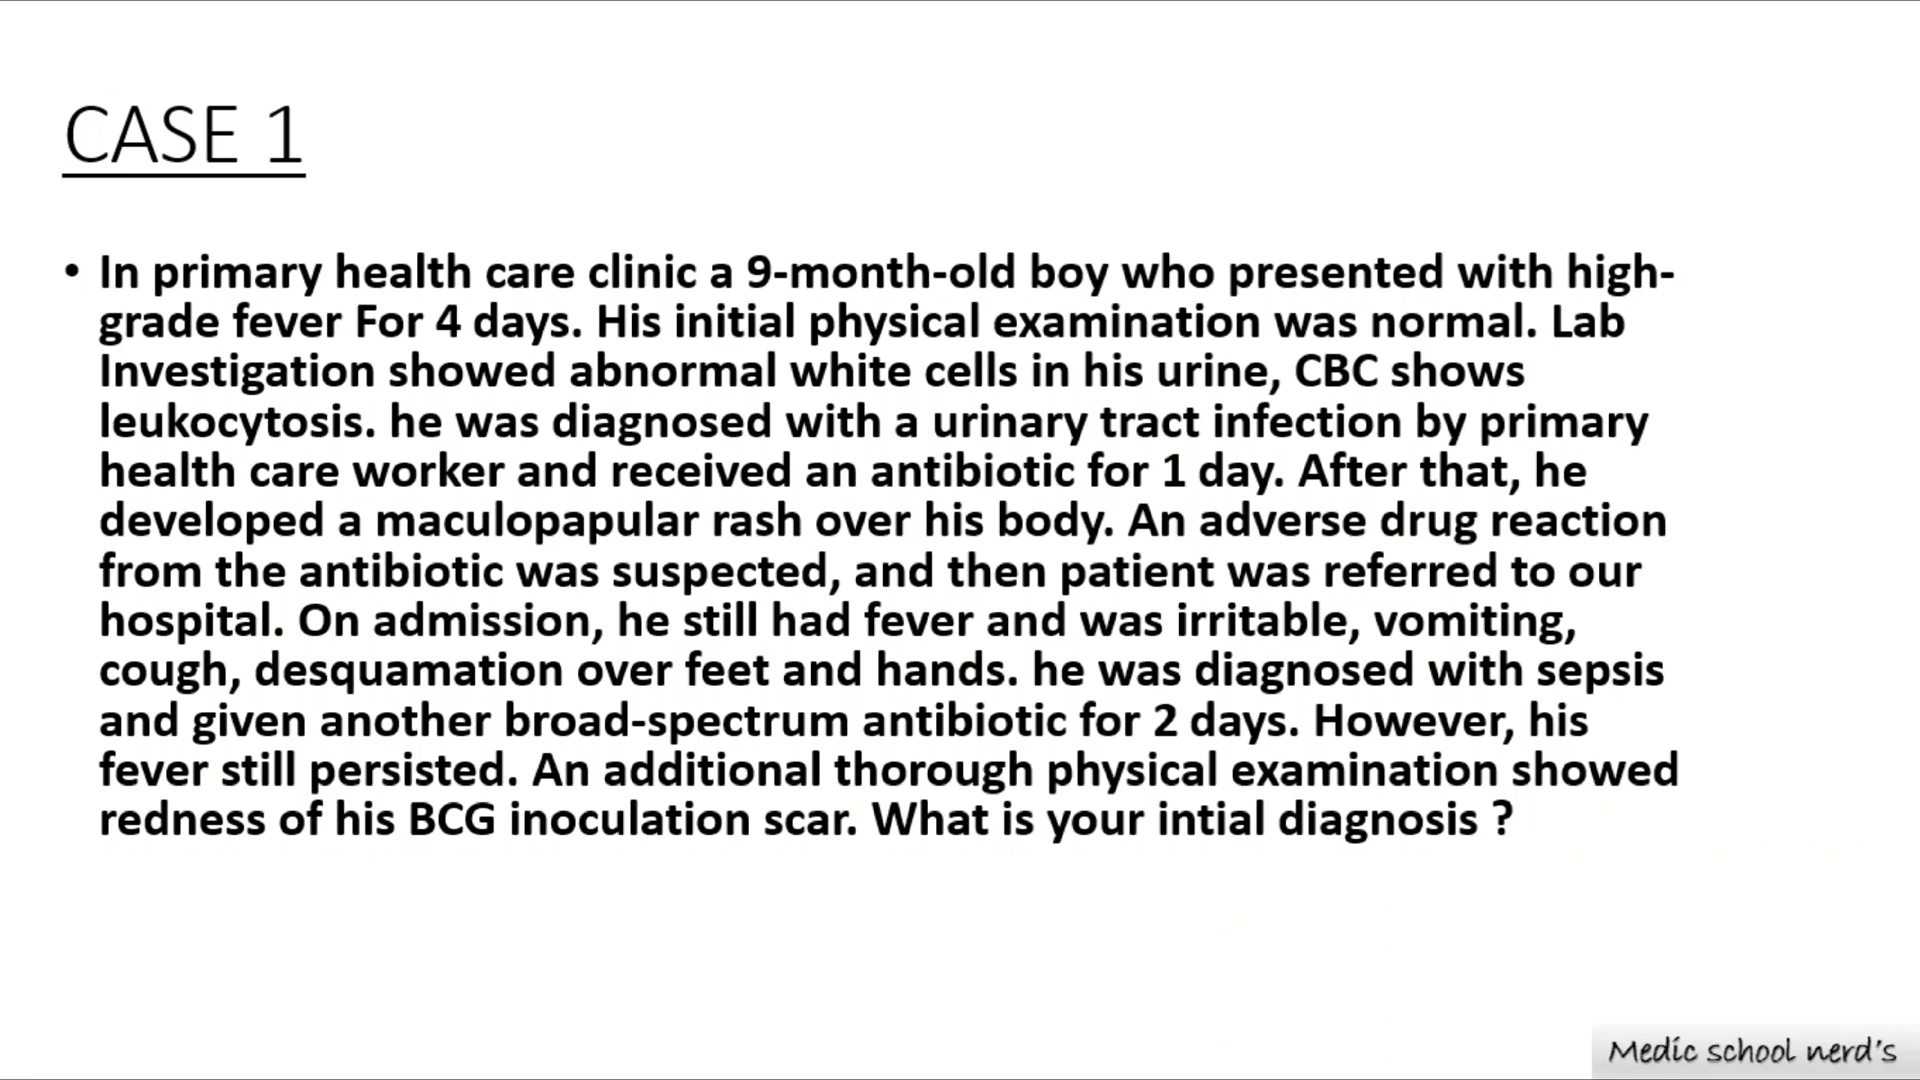 CASE 1
• In primary health care clinic a 9-month-old boy who presented with high-
grade fever For 4 days. His initial physical examination was normal. Lab
Investigation showed abnormal white cells in his urine, CBC shows
leukocytosis. he was diagnosed with a urinary tract infection by primary
health care worker and received an antibiotic for 1 day. After that, he
developed a maculopapular rash over his body. An adverse drug reaction
from the antibiotic was suspected, and then patient was referred to our
hospital. On admission, he still had fever and was irritable, vomiting,
cough, desquamation over feet and hands. he was diagnosed with sepsis
and given another broad-spectrum antibiotic for 2 days. However, his
fever still persisted. An additional thorough physical examination showed
redness of his BCG inoculation scar. What is your intial diagnosis ?
Medic school nerd's